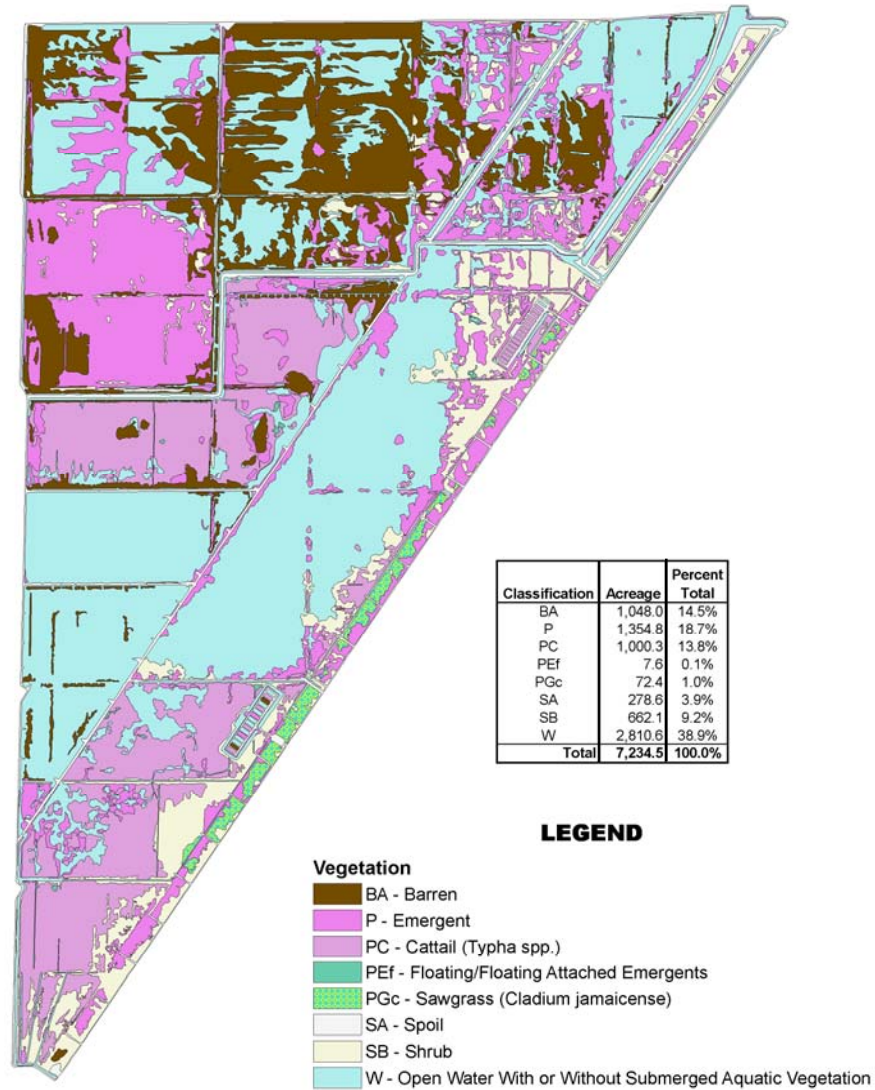 Classification Acreage Percent Total
BA 1,048.0 14.5%
P 1,354.8 18.7%
PC 1,000.3 13.8%
PEf 7.6 0.1%
PGc 72.4 1.0%
SA 278.6 3.9%
SB 662.1 9.2%
W 2,810.6 38.9%
Total 7,234.5 100.0%
LEGEND
Vegetation
BA - Barren
P - Emergent
PC - Cattail (Typha spp.)
PEf - Floating/Floating Attached Emergents
PGc - Sawgrass (Cladium jamaicense)
SA - Spoil
SB - Shrub
W - Open Water With or Without Submerged Aquatic Vegetation